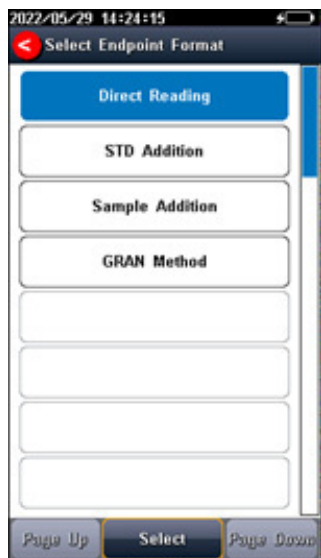 2022/05/29 14:24:15
Select Endpoint Format
Direct Reading
STD Addition
Sample Addition
GRAN Method
Page Up Select Page Down